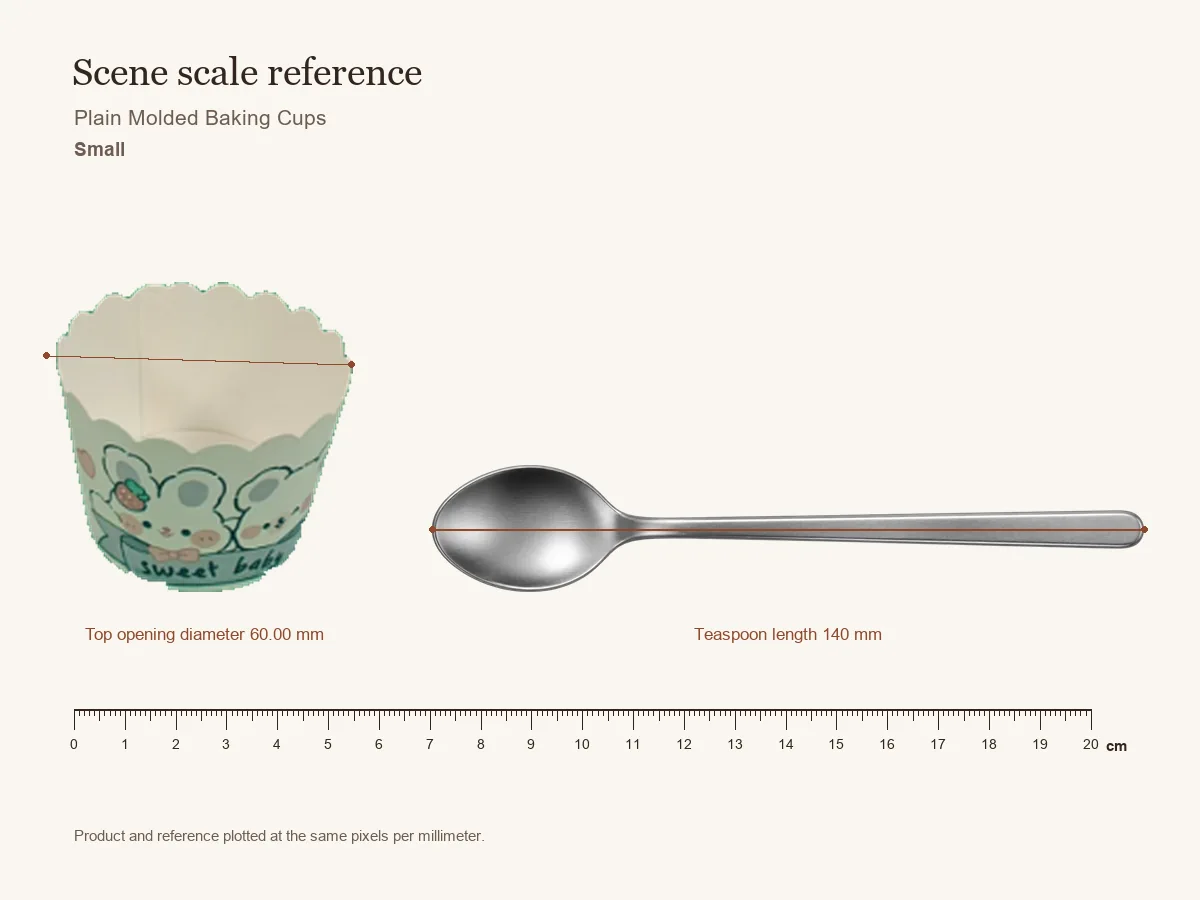 Scene scale reference
Plain Molded Baking Cups
Small
sweet baby
Top opening diameter 60.00 mm
Teaspoon length 140 mm
0 1 2 3 4 5 6 7 8 9 10 11 12 13 14 15 16 17 18 19 20 cm
Product and reference plotted at the same pixels per millimeter.